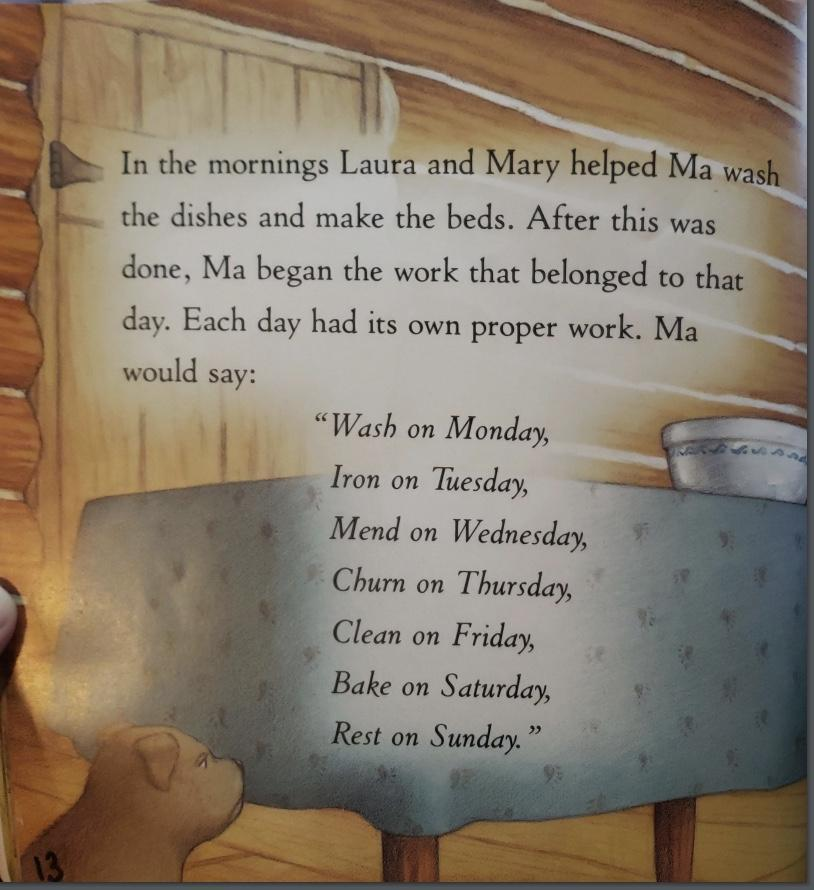 In the mornings Laura and Mary helped Ma wash
the dishes and make the beds. After this was
done, Ma began the work that belonged to that
day. Each day had its own proper work. Ma
would say:
“Wash on Monday,
Iron on Tuesday,
Mend on Wednesday,
Churn on Thursday,
Clean on Friday,
Bake on Saturday,
Rest on Sunday.”
13